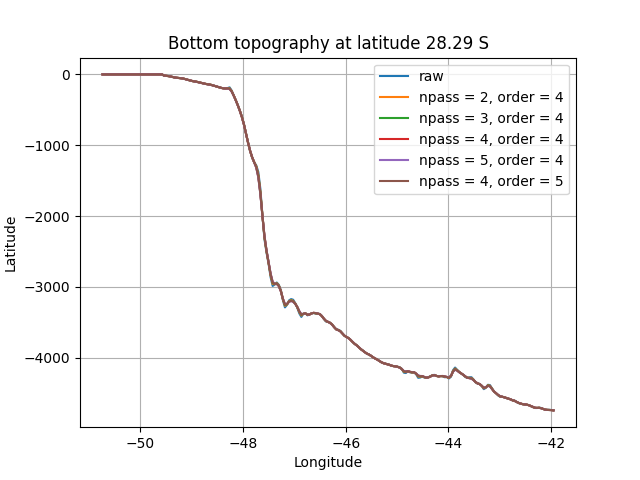 Bottom topography at latitude 28.29 S
0
−1000
−2000
−3000
−4000
Latitude
raw
npass = 2, order = 4
npass = 3, order = 4
npass = 4, order = 4
npass = 5, order = 4
npass = 4, order = 5
−50
−48
−46
−44
−42
Longitude